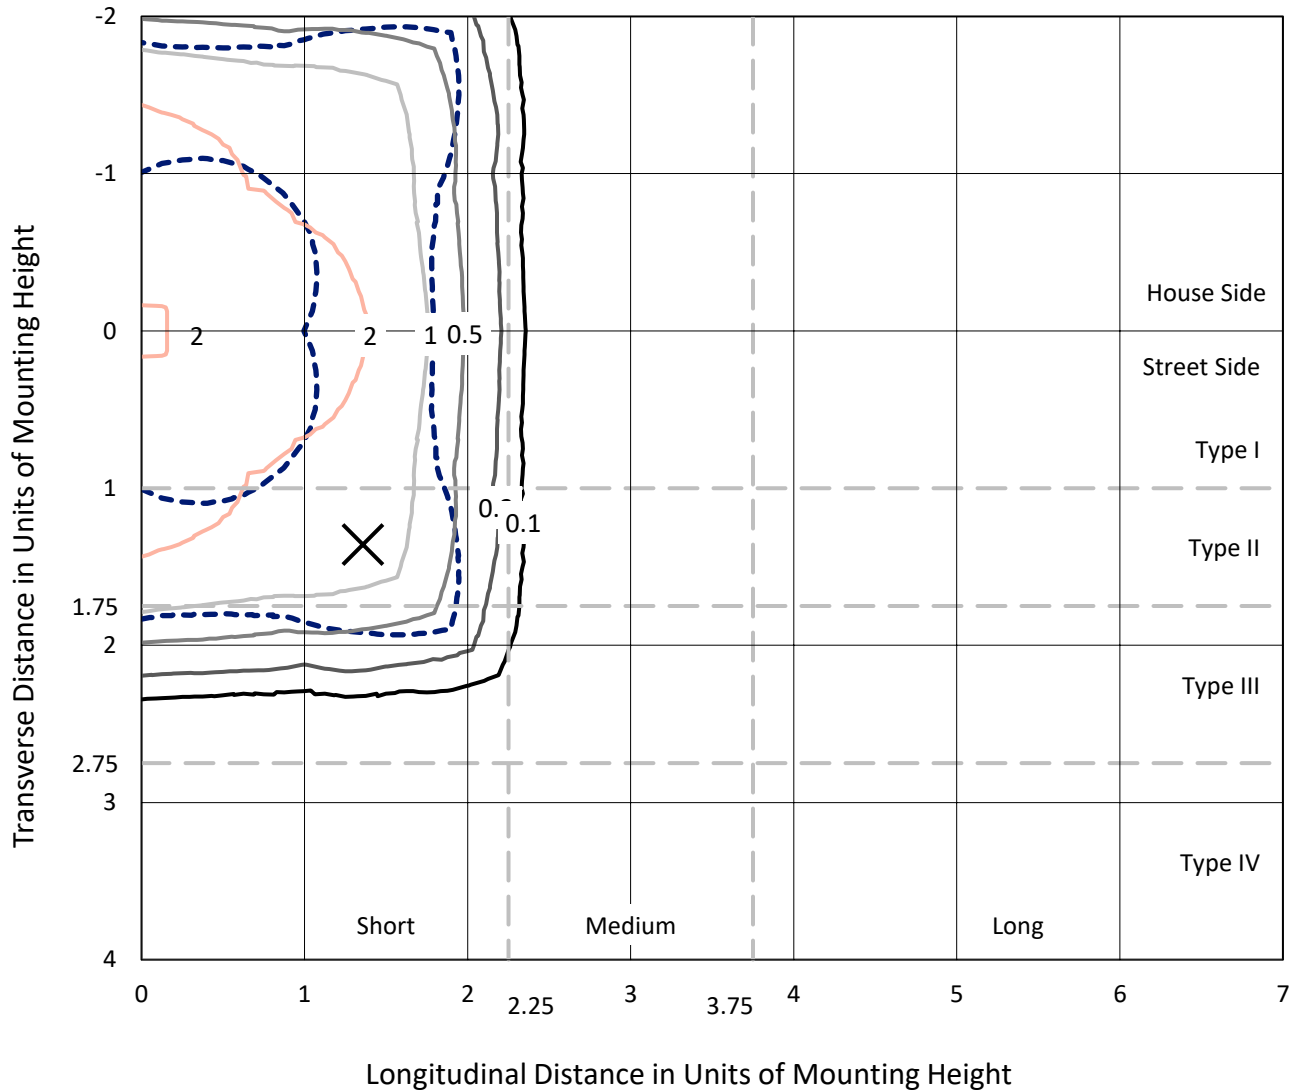 -2
-1
House Side
0
2
2
1
0.5
Street Side
Type I
1
0.1
Type II
1.75
2
Type III
2.75
3
Type IV
Short
Medium
Long
4
0
1
2
2.25
3
3.75
4
5
6
7
Transverse Distance in Units of Mounting Height
Longitudinal Distance in Units of Mounting Height